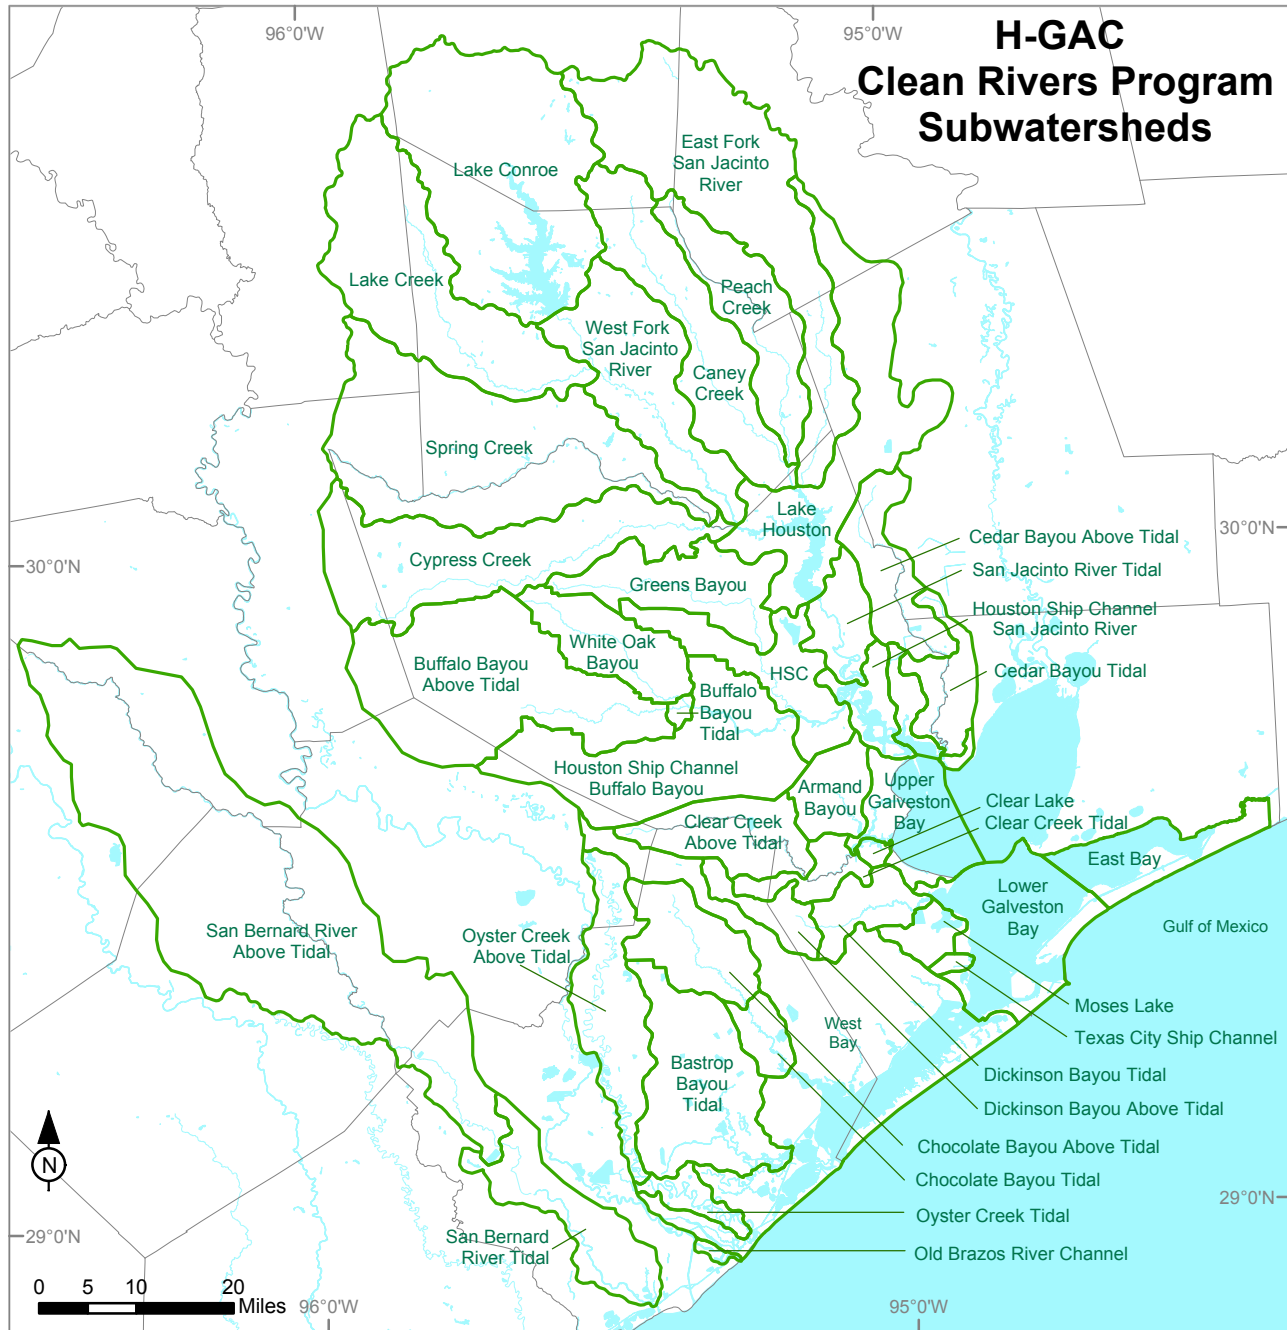 96°0'W
95°0'W
H-GAC
Clean Rivers Program
Subwatersheds
East Fork
San Jacinto
River
Lake Conroe
Lake Creek
Peach
Creek
West Fork
San Jacinto
River
Caney
Creek
Spring Creek
Lake
Houston
30°0'N
Cedar Bayou Above Tidal
Cypress Creek
30°0'N
San Jacinto River Tidal
Greens Bayou
Houston Ship Channel
San Jacinto River
White Oak
Bayou
Buffalo Bayou
Above Tidal
HSC
Cedar Bayou Tidal
Buffalo
Bayou
Tidal
Houston Ship Channel
Buffalo Bayou
Armand
Bayou
Upper
Galveston
Bay
Clear Lake
Clear Creek Tidal
Clear Creek
Above Tidal
East Bay
Lower
Galveston
Bay
Gulf of Mexico
San Bernard River
Above Tidal
Oyster Creek
Above Tidal
Moses Lake
West
Bay
Texas City Ship Channel
Bastrop
Bayou
Tidal
Dickinson Bayou Tidal
Dickinson Bayou Above Tidal
Chocolate Bayou Above Tidal
Chocolate Bayou Tidal
N
29°0'N
Oyster Creek Tidal
29°0'N
San Bernard
River Tidal
Old Brazos River Channel
0 5 10 20
Miles
96°0'W
95°0'W